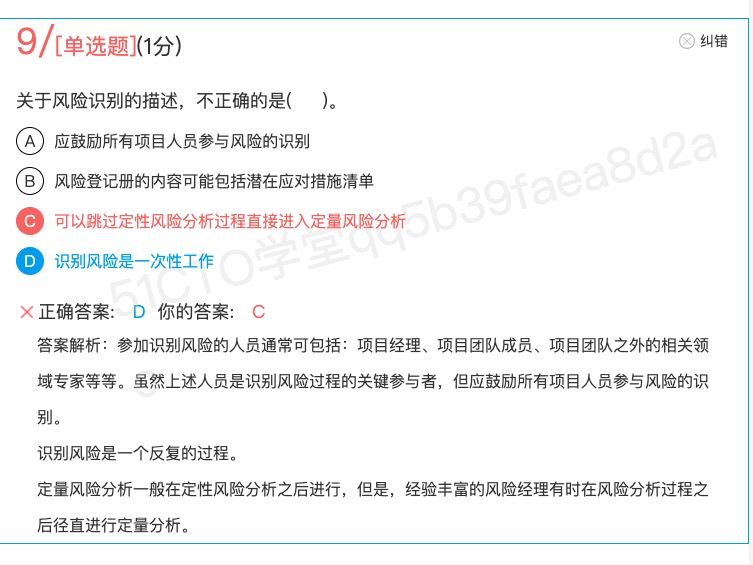 9/[单选题](1分)
纠错
关于风险识别的描述，不正确的是(　　)。
A 应鼓励所有项目人员参与风险的识别
B 风险登记册的内容可能包括潜在应对措施清单
C 可以跳过定性风险分析过程直接进入定量风险分析
D 识别风险是一次性工作
正确答案： D 你的答案： C
答案解析：参加识别风险的人员通常可包括：项目经理、项目团队成员、项目团队之外的相关领
域专家等等。虽然上述人员是识别风险过程的关键参与者，但应鼓励所有项目人员参与风险的识
别。
识别风险是一个反复的过程。
定量风险分析一般在定性风险分析之后进行，但是，经验丰富的风险经理有时在风险分析过程之
后径直进行定量分析。
51CTO学堂qq5b39faea8d2a